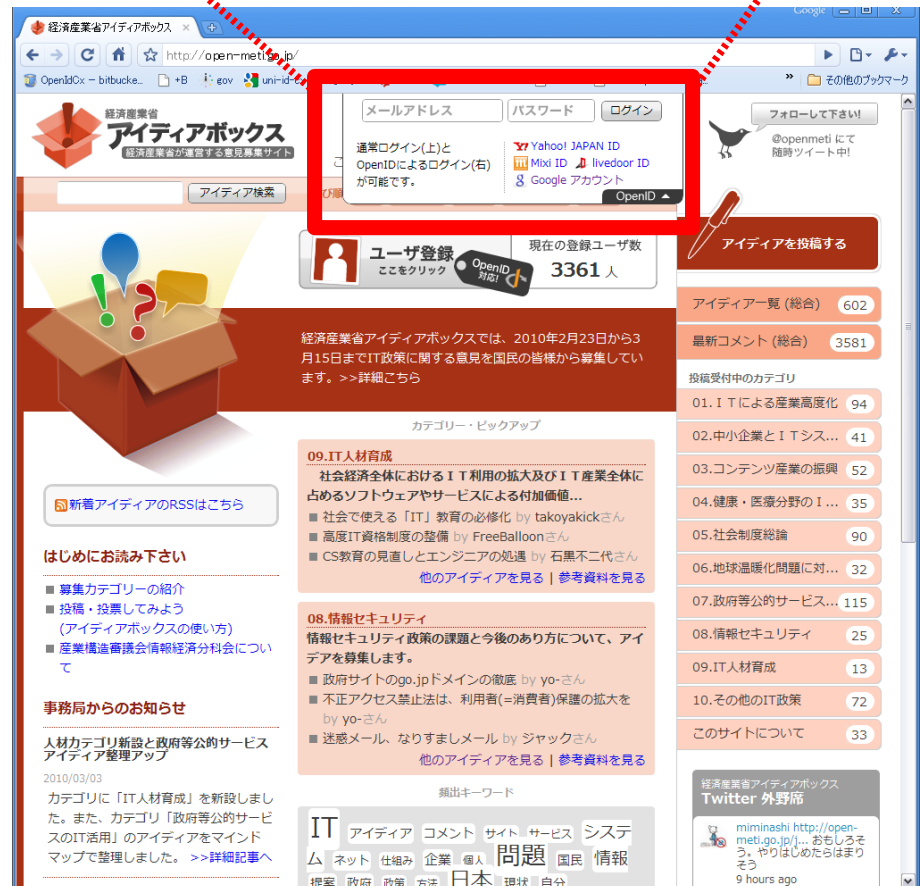 Google
経済産業省アイディアボックス
http://open-meti.go.jp/
OpenIdCx - bitbucke...
+B
gov
uni-id-
»
その他のブックマーク
経済産業省
アイディアボックス
経済産業省が運営する意見募集サイト
メールアドレス
パスワード
ログイン
通常ログイン(上)と
OpenIDによるログイン(右)
が可能です。
Yahoo! JAPAN ID
Mixi ID
livedoor ID
Google アカウント
OpenID
フォローして下さい!
@openmeti にて
随時ツイート中!
アイディア検索
ユーザ登録
ここをクリック
OpenID
対応!
現在の登録ユーザ数
3361 人
アイディアを投稿する
アイディア一覧 (総合) 602
最新コメント (総合) 3581
経済産業省アイディアボックスでは、2010年2月23日から3
月15日までIT政策に関する意見を国民の皆様から募集してい
ます。>>詳細こちら
投稿受付中のカテゴリ
01.ＩＴによる産業高度化 94
02.中小企業とＩＴシス... 41
03.コンテンツ産業の振興 52
04.健康・医療分野のＩ... 35
05.社会制度総論 90
06.地球温暖化問題に対... 32
07.政府等公的サービス... 115
08.情報セキュリティ 25
09.IT人材育成 13
10.その他のIT政策 72
このサイトについて 33
カテゴリー・ピックアップ
09.IT人材育成
社会経済全体におけるＩＴ利用の拡大及びＩＴ産業全体に
占めるソフトウェアやサービスによる付加価値...
■ 社会で使える「IT」教育の必修化 by takoyakickさん
■ 高度IT資格制度の整備 by FreeBalloonさん
■ CS教育の見直しとエンジニアの処遇 by 石黒不二代さん
他のアイディアを見る | 参考資料を見る
08.情報セキュリティ
情報セキュリティ政策の課題と今後のあり方について、アイ
デアを募集します。
■ 政府サイトのgo.jpドメインの徹底 by yo-さん
■ 不正アクセス禁止法は、利用者(=消費者)保護の拡大を
by yo-さん
■ 迷惑メール、なりすましメール by ジャックさん
他のアイディアを見る | 参考資料を見る
頻出キーワード
IT アイディア コメント サイト サービス システ
ム ネット 仕組み 企業 個人 問題 国民 情報
提案 政府 政策 方法 日本 現状 自分
新着アイディアのRSSはこちら
はじめにお読み下さい
■ 募集カテゴリーの紹介
■ 投稿・投票してみよう
(アイディアボックスの使い方)
■ 産業構造審議会情報経済分科会につい
て
事務局からのお知らせ
人材カテゴリ新設と政府等公的サービス
アイディア整理アップ
2010/03/03
カテゴリに「IT人材育成」を新設しまし
た。また、カテゴリ「政府等公的サービ
スのIT活用」のアイディアをマインド
マップで整理しました。 >>詳細記事へ
経済産業省アイディアボックス
Twitter 外野席
miminashi http://open-
meti.go.jp/j... おもしろそ
う。やりはじめたらはまり
そう
9 hours ago